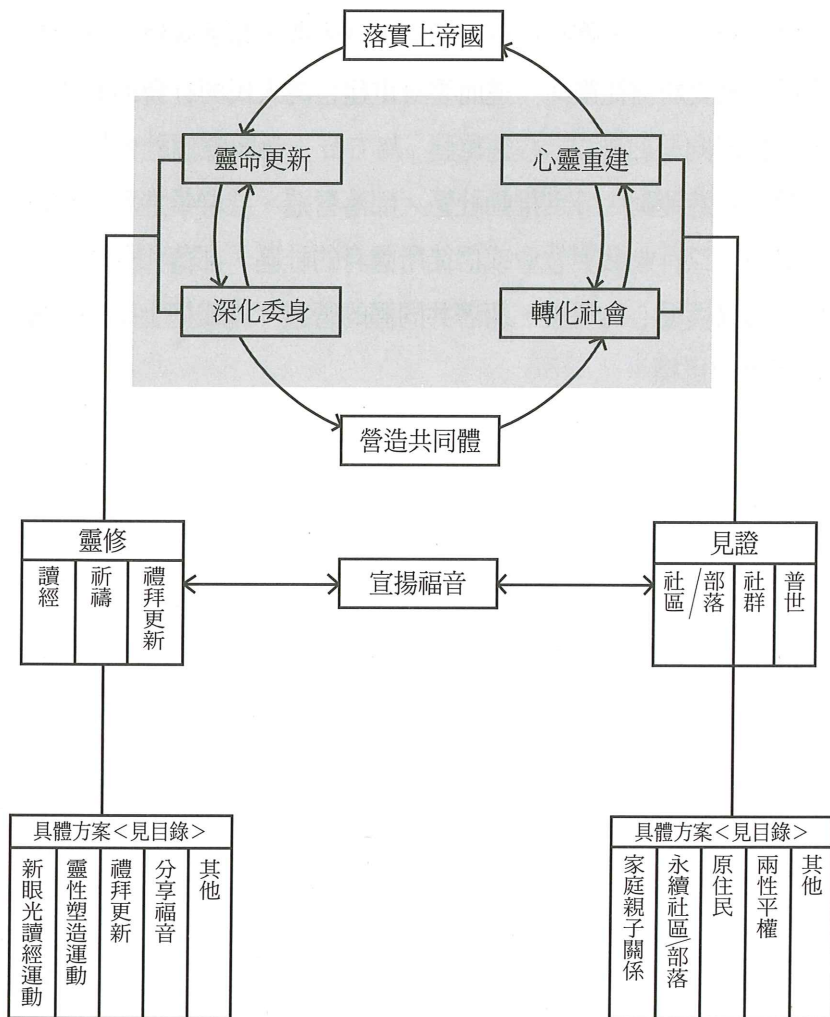 落實上帝國
靈命更新
心靈重建
深化委身
轉化社會
營造共同體
靈修
讀經
祈禱
禮拜更新
宣揚福音
見證
社區/部落
社群
普世
具體方案<見目錄>
新眼光讀經運動
靈性塑造運動
禮拜更新
分享福音
其他
具體方案<見目錄>
家庭親子關係
永續社區/部落
原住民
兩性平權
其他